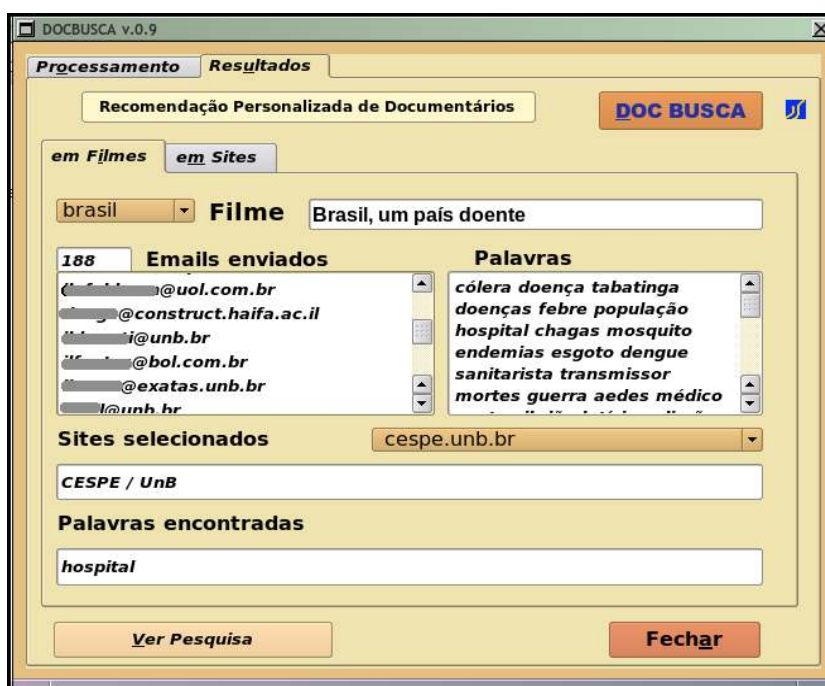 DOCBUSCA v.0.9
Processamento Resultados
Recomendação Personalizada de Documentários
DOC BUSCA
em Filmes em Sites
brasil Filme Brasil, um país doente
188 Emails enviados Palavras
@uol.com.br
@construct.haifa.ac.il
i@unb.br
@bol.com.br
@exatas.unb.br
l@unb.br
cólera doença tabatinga
doenças febre população
hospital chagas mosquito
endemias esgoto dengue
sanitarista transmissor
mortes guerra aedes médico
Sites selecionados cespe.unb.br
CESPE / UnB
Palavras encontradas
hospital
Ver Pesquisa Fechar